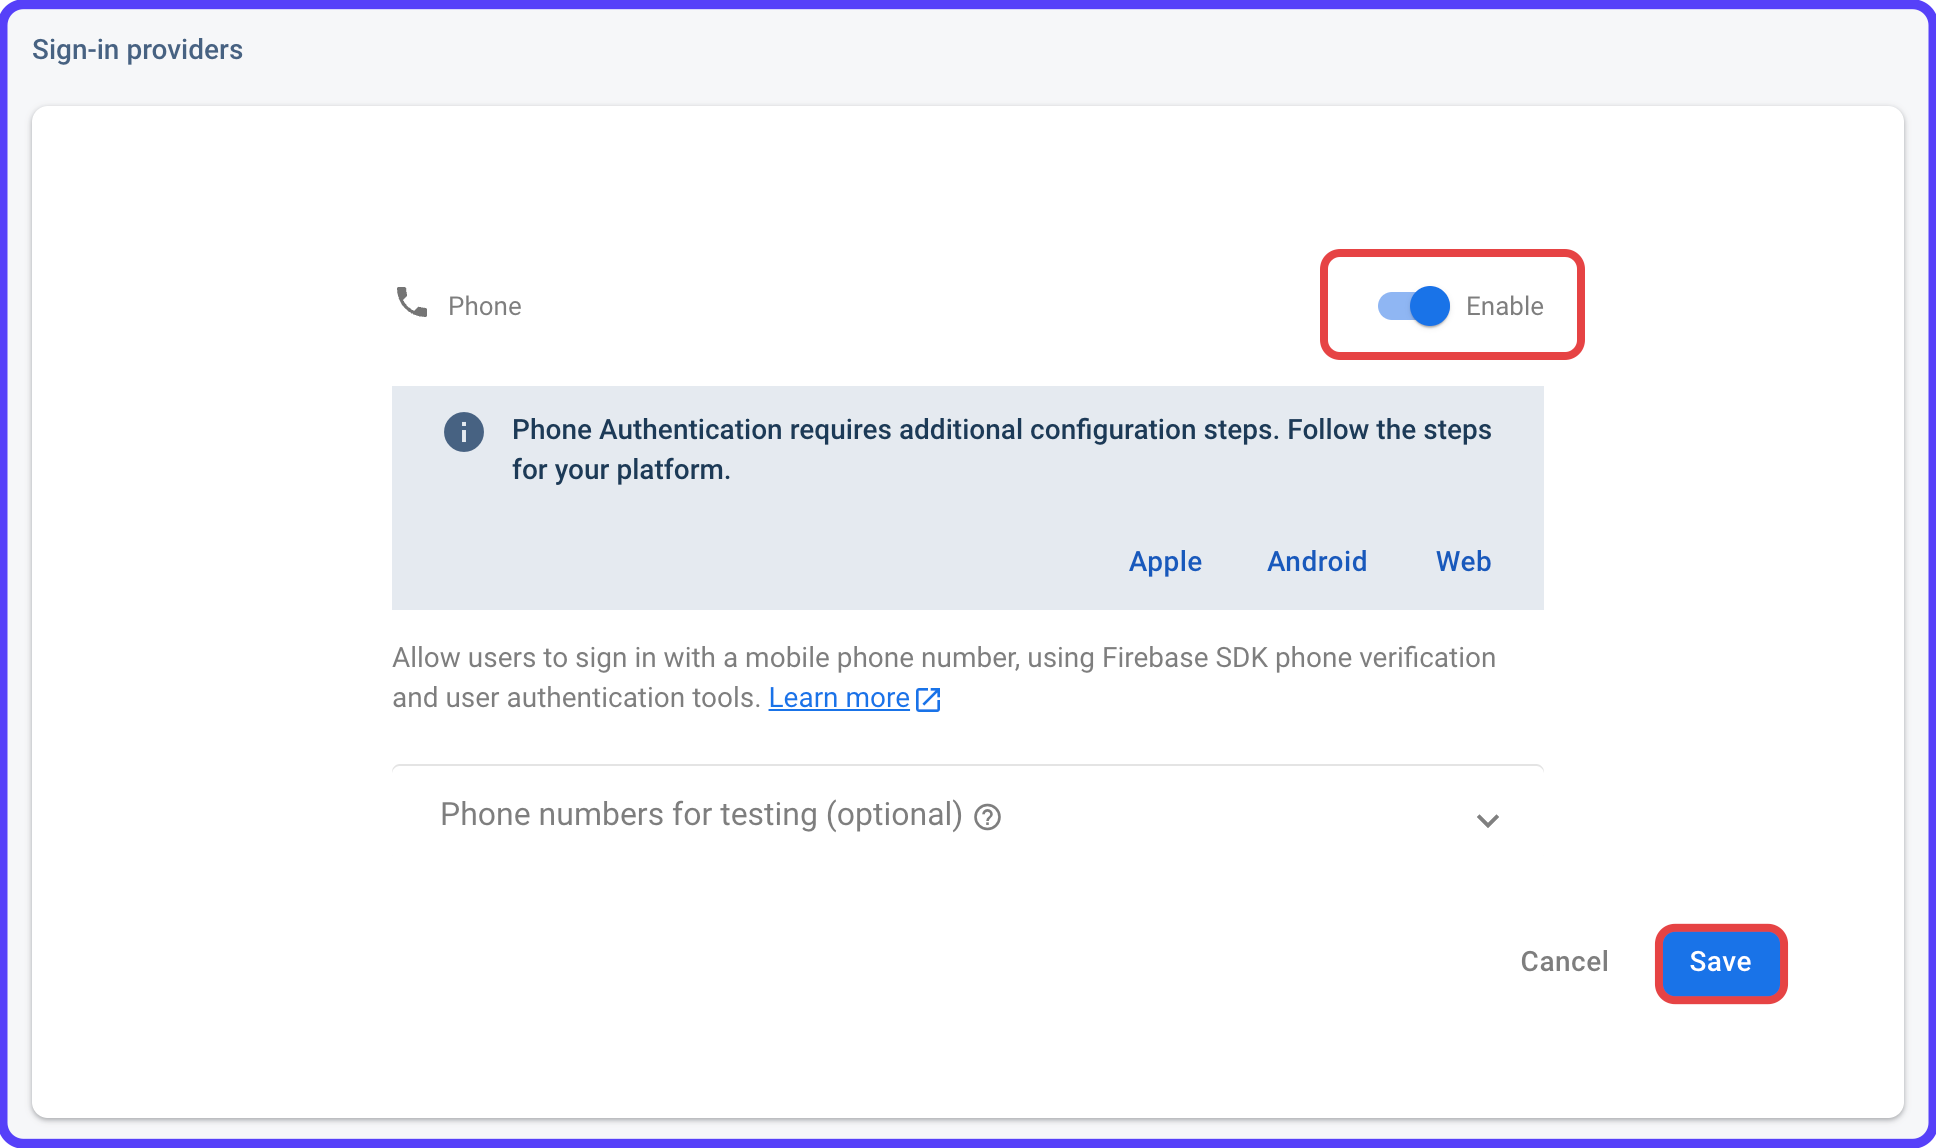 Sign-in providers
Phone
Enable
Phone Authentication requires additional configuration steps. Follow the steps
for your platform.
Apple
Android
Web
Allow users to sign in with a mobile phone number, using Firebase SDK phone verification
and user authentication tools. Learn more
Phone numbers for testing (optional)
Cancel
Save